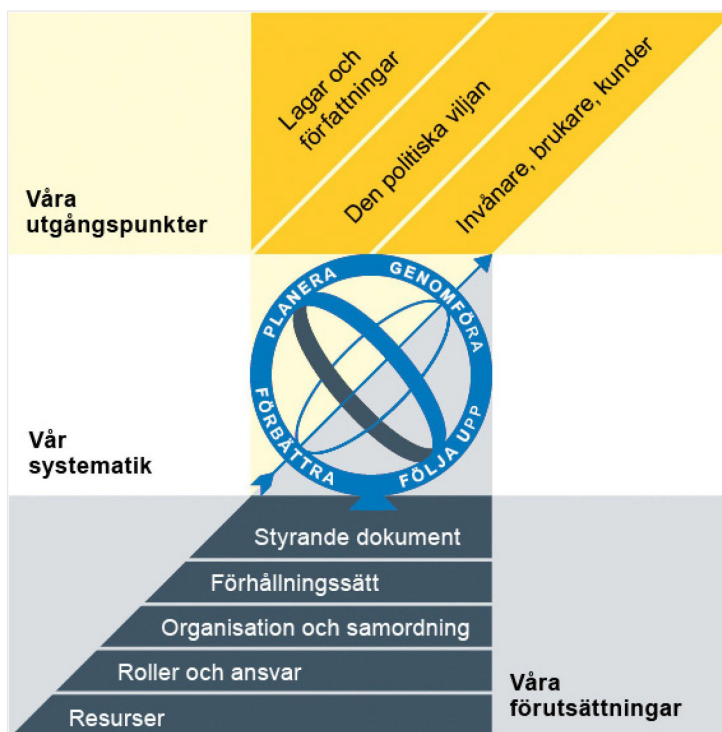 Lagar och
författningar
Den politiska viljan
Invånare, brukare, kunder
Våra
utgångspunkter
PLANERA
GENOMFÖRA
FÖRBÄTTRA
FÖLJA UPP
Vår
systematik
Styrande dokument
Förhållningssätt
Organisation och samordning
Roller och ansvar
Resurser
Våra
förutsättningar